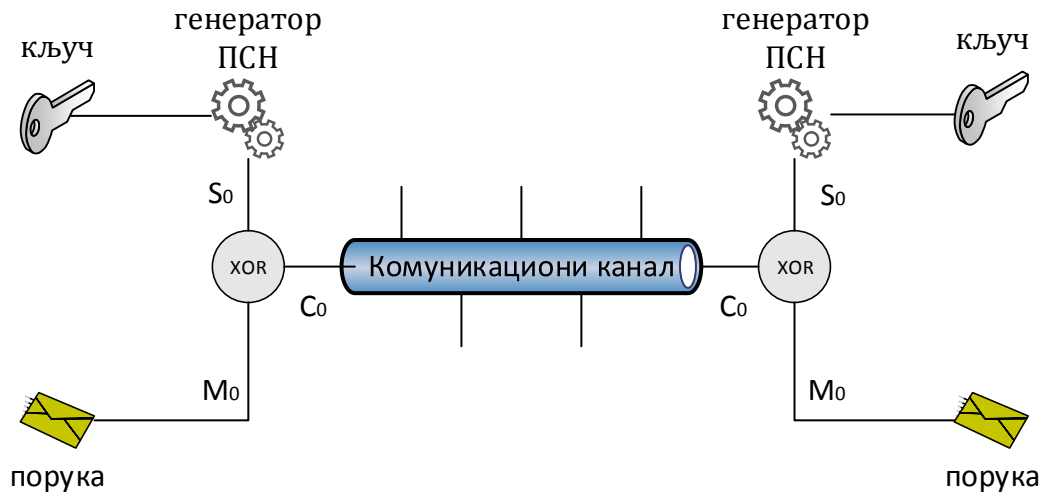 генератор
ПСН
кључ
генератор
ПСН
кључ
S0
S0
XOR
Комуникациони канал
XOR
C0
C0
M0
M0
порука
порука